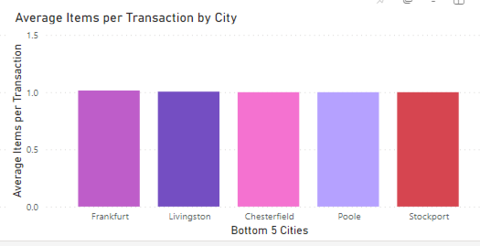 Average Items per Transaction by City
Average Items per Transaction
1.5
1.0
0.5
0.0
Frankfurt Livingston Chesterfield Poole Stockport
Bottom 5 Cities